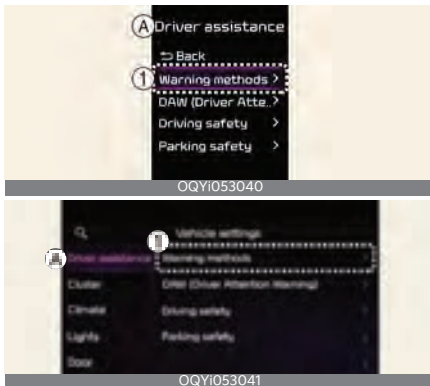 A Driver assistance
Back
1 Warning methods >
DAW (Driver Atte.. >
Driving safety >
Parking safety >
OQYi053040
Vehicle settings
Driver assistance
Warning methods
Cluster
DAW (Driver Attention Warning)
Climate
Driving safety
Lights
Parking safety
Door
OQYi053041